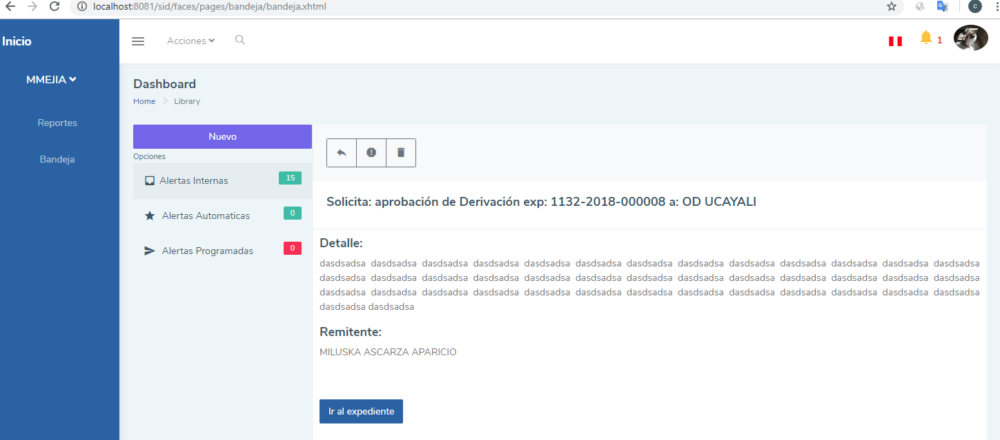 localhost:8081/sid/faces/pages/bandeja/bandeja.xhtml
C
Inicio
Acciones
1
MMEJIA
Reportes
Bandeja
Dashboard
Home Library
Nuevo
Opciones
Alertas Internas 15
Alertas Automaticas 0
Alertas Programadas 0
Solicita: aprobación de Derivación exp: 1132-2018-000008 a: OD UCAYALI
Detalle:
dasdsadsa dasdsadsa dasdsadsa dasdsadsa dasdsadsa dasdsadsa dasdsadsa dasdsadsa dasdsadsa dasdsadsa dasdsadsa dasdsadsa dasdsadsa
dasdsadsa dasdsadsa dasdsadsa dasdsadsa dasdsadsa dasdsadsa dasdsadsa dasdsadsa dasdsadsa dasdsadsa dasdsadsa dasdsadsa dasdsadsa
dasdsadsa dasdsadsa dasdsadsa dasdsadsa dasdsadsa dasdsadsa dasdsadsa dasdsadsa dasdsadsa dasdsadsa dasdsadsa dasdsadsa dasdsadsa
dasdsadsa dasdsadsa
Remitente:
MILUSKA ASCARZA APARICIO
Ir al expediente